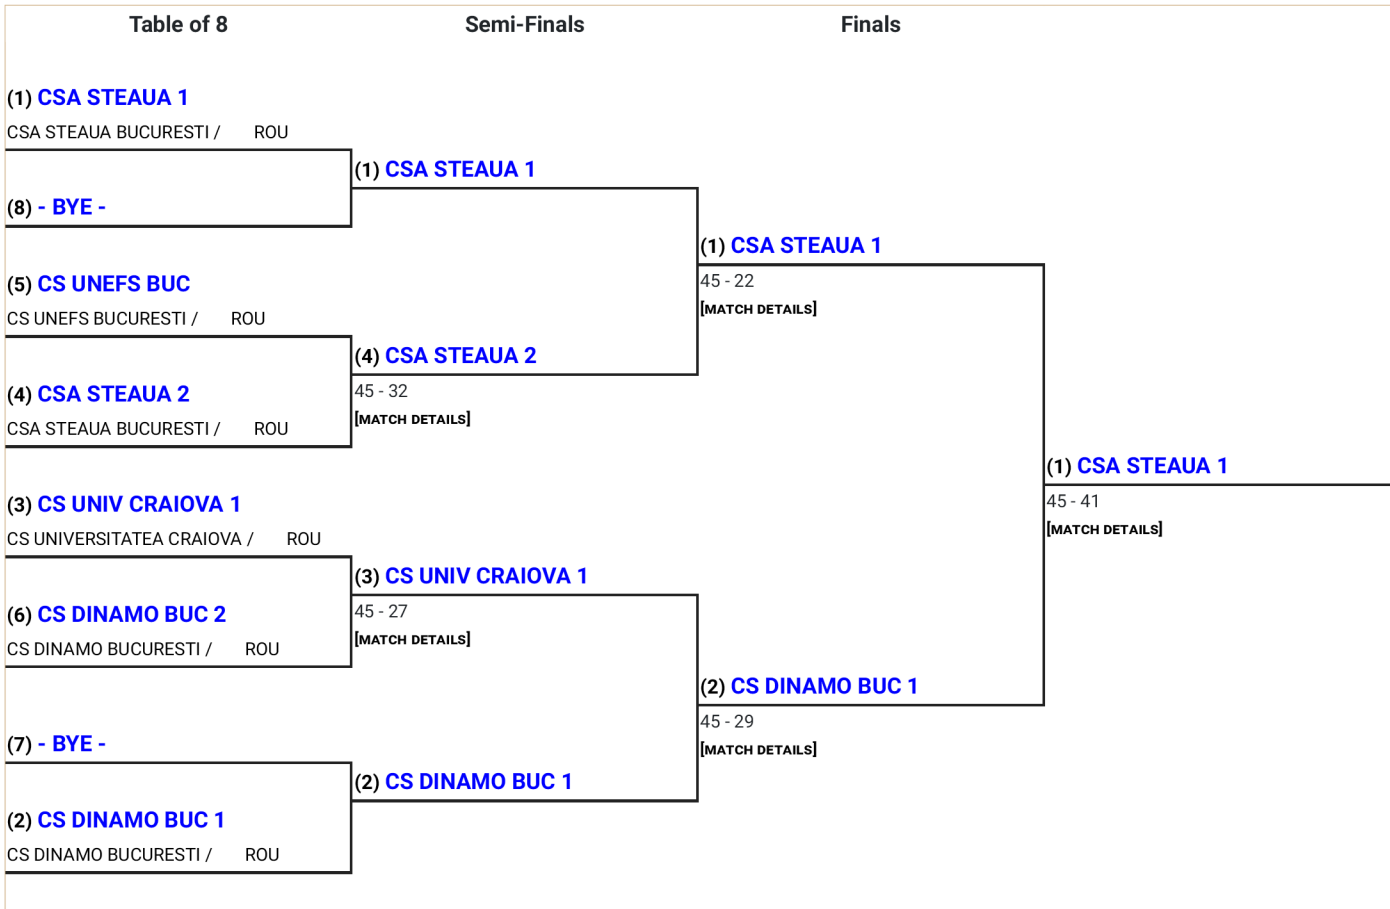 Table of 8 Semi-Finals Finals
(1) CSA STEAUA 1
CSA STEAUA BUCURESTI / ROU
(8) - BYE -
(5) CS UNEFS BUC
CS UNEFS BUCURESTI / ROU
(4) CSA STEAUA 2
CSA STEAUA BUCURESTI / ROU
(3) CS UNIV CRAIOVA 1
CS UNIVERSITATEA CRAIOVA / ROU
(6) CS DINAMO BUC 2
CS DINAMO BUCURESTI / ROU
(7) - BYE -
(2) CS DINAMO BUC 1
CS DINAMO BUCURESTI / ROU
(1) CSA STEAUA 1
(4) CSA STEAUA 2
45 - 32
[MATCH DETAILS]
(3) CS UNIV CRAIOVA 1
45 - 27
[MATCH DETAILS]
(2) CS DINAMO BUC 1
(1) CSA STEAUA 1
45 - 22
[MATCH DETAILS]
(2) CS DINAMO BUC 1
45 - 29
[MATCH DETAILS]
(1) CSA STEAUA 1
45 - 41
[MATCH DETAILS]